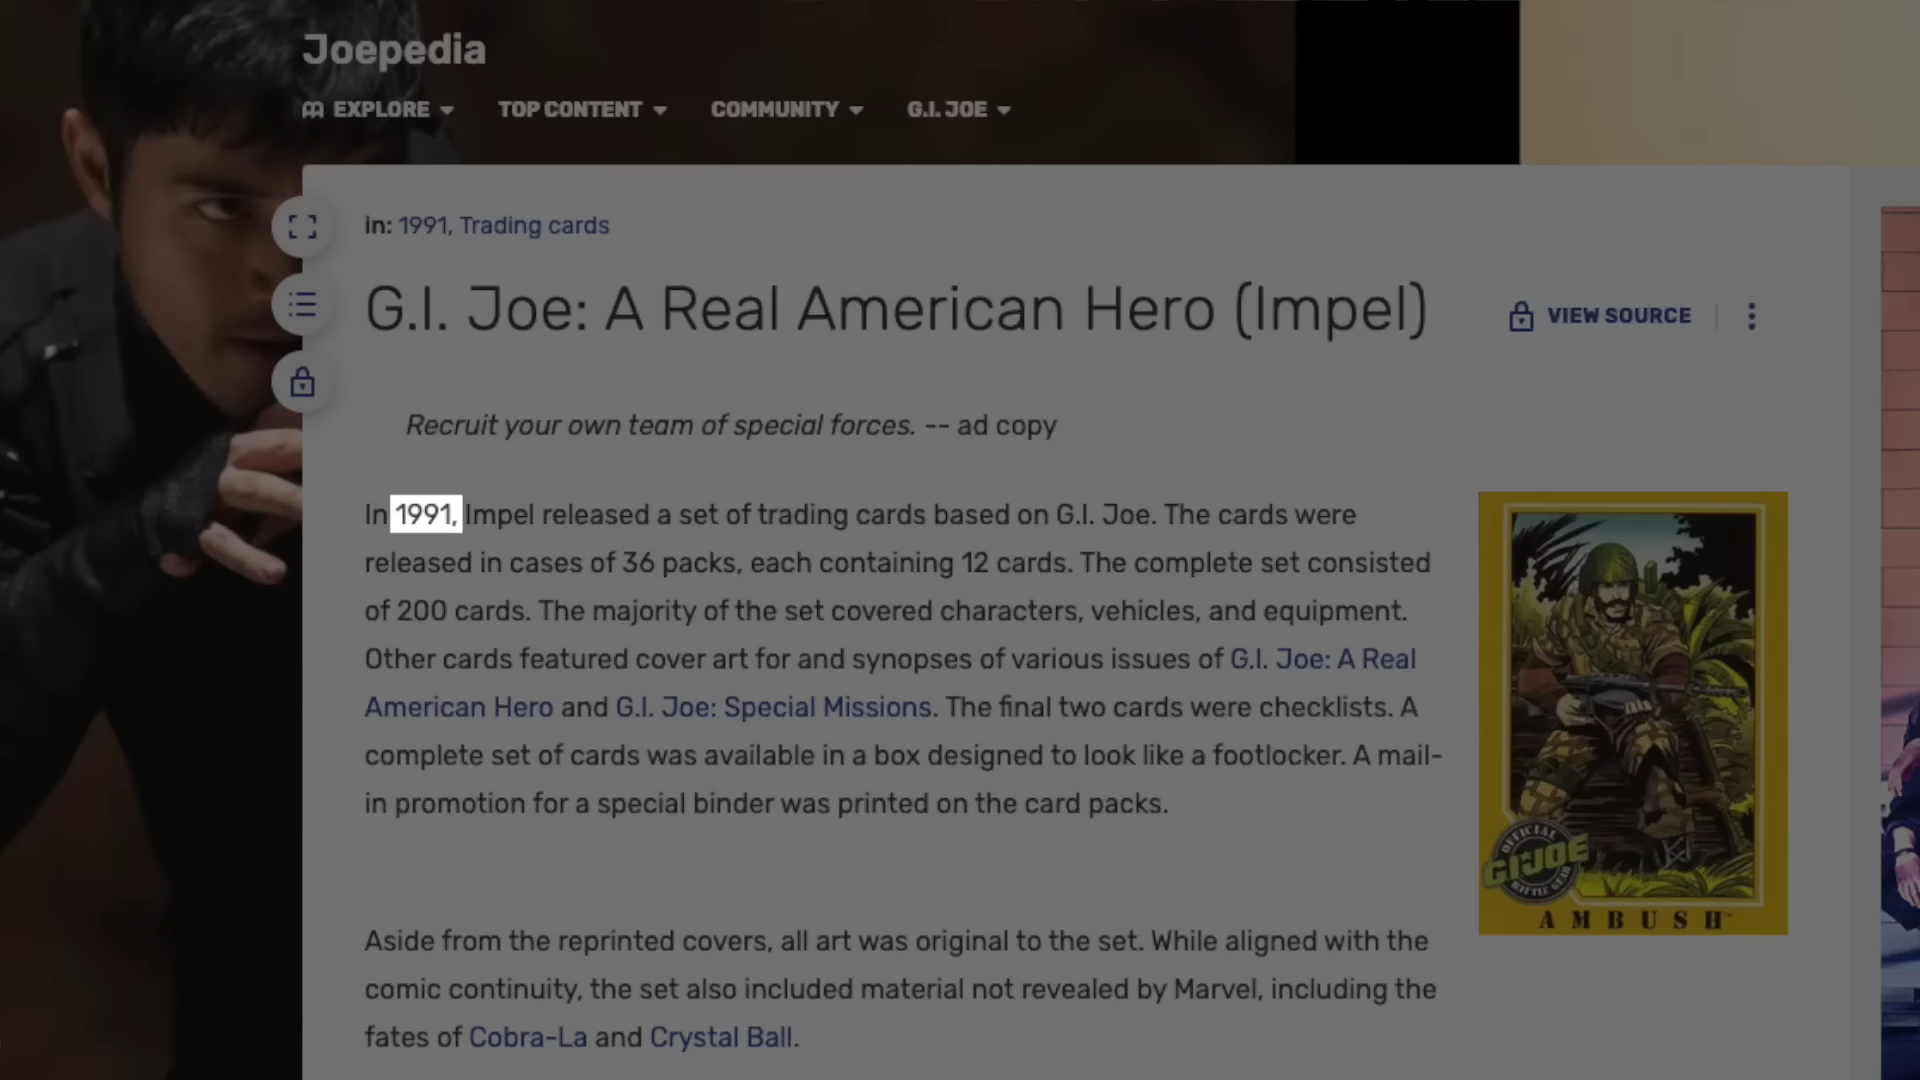 Joepedia
EXPLORE TOP CONTENT COMMUNITY G.I. JOE
in: 1991, Trading cards
G.I. Joe: A Real American Hero (Impel)
VIEW SOURCE
Recruit your own team of special forces. -- ad copy
In 1991, Impel released a set of trading cards based on G.I. Joe. The cards were
released in cases of 36 packs, each containing 12 cards. The complete set consisted
of 200 cards. The majority of the set covered characters, vehicles, and equipment.
Other cards featured cover art for and synopses of various issues of G.I. Joe: A Real
American Hero and G.I. Joe: Special Missions. The final two cards were checklists. A
complete set of cards was available in a box designed to look like a footlocker. A mail-
in promotion for a special binder was printed on the card packs.
OFFICIAL
GI JOE
BATTLE GEAR
AMBUSH™
Aside from the reprinted covers, all art was original to the set. While aligned with the
comic continuity, the set also included material not revealed by Marvel, including the
fates of Cobra-La and Crystal Ball.